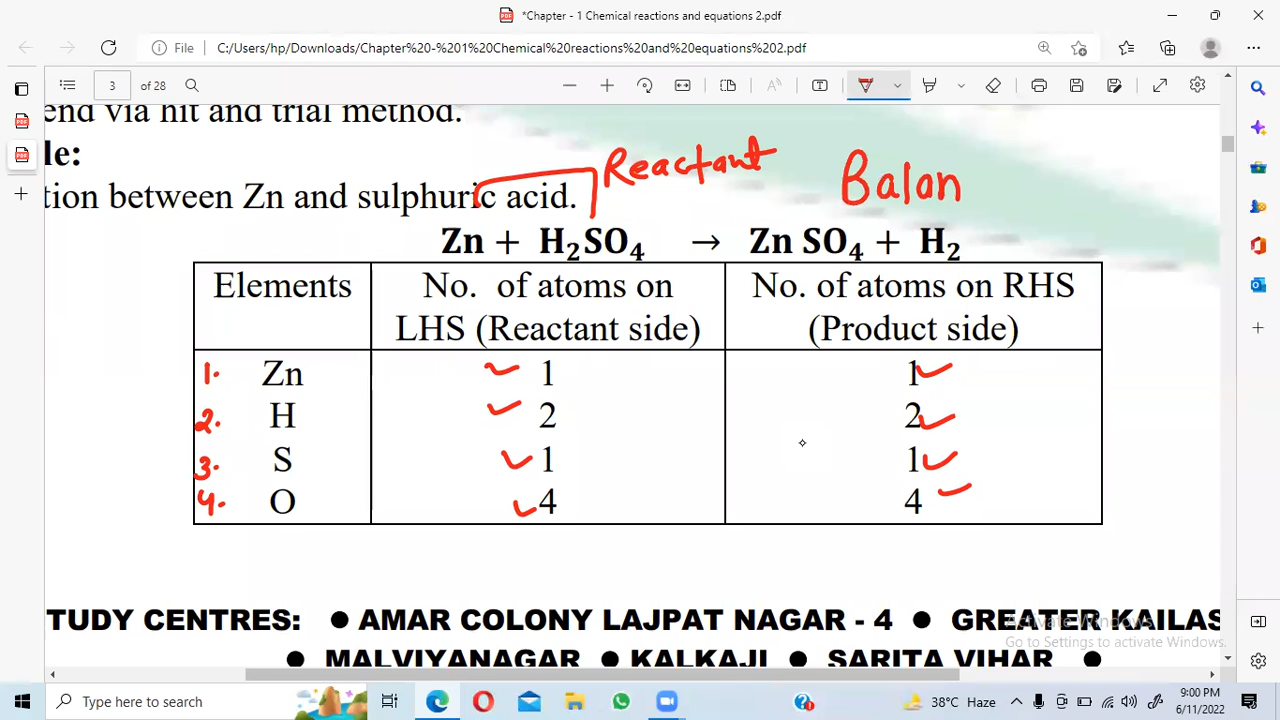 *Chapter - 1 Chemical reactions and equations 2.pdf
File C:/Users/hp/Downloads/Chapter%20-%201%20Chemical%20reactions%20and%20equations%202.pdf
3 of 28
end via hit and trial method.
le:
tion between Zn and sulphuric acid.
Reactant
Balan
Zn + H₂SO₄ → Zn SO₄ + H₂
Elements No. of atoms on LHS (Reactant side) No. of atoms on RHS (Product side)
1. Zn 1 1
2. H 2 2
3. S 1 1
4. O 4 4
TUDY CENTRES: ● AMAR COLONY LAJPAT NAGAR - 4 ● GREATER KAILAS
● MALVIYANAGAR ● KALKAJI ● SARITA VIHAR ●
Activate Windows
Go to Settings to activate Windows.
Type here to search
38°C Haze
9:00 PM
6/11/2022